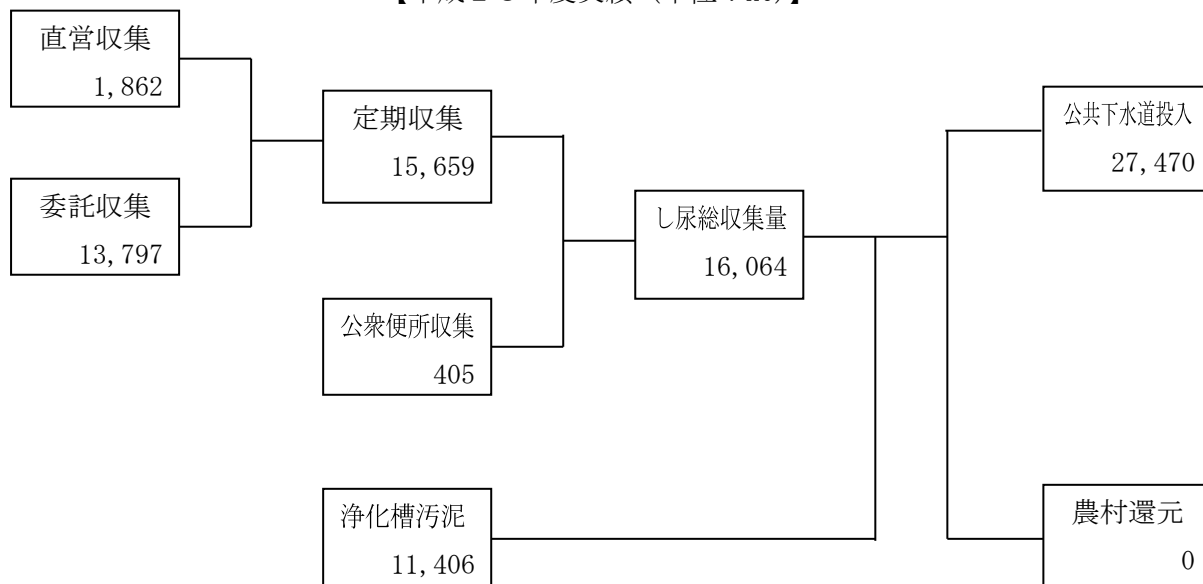 直営収集
1,862
委託収集
13,797
定期収集
15,659
公衆便所収集
405
浄化槽汚泥
11,406
し尿総収集量
16,064
公共下水道投入
27,470
農村還元
0